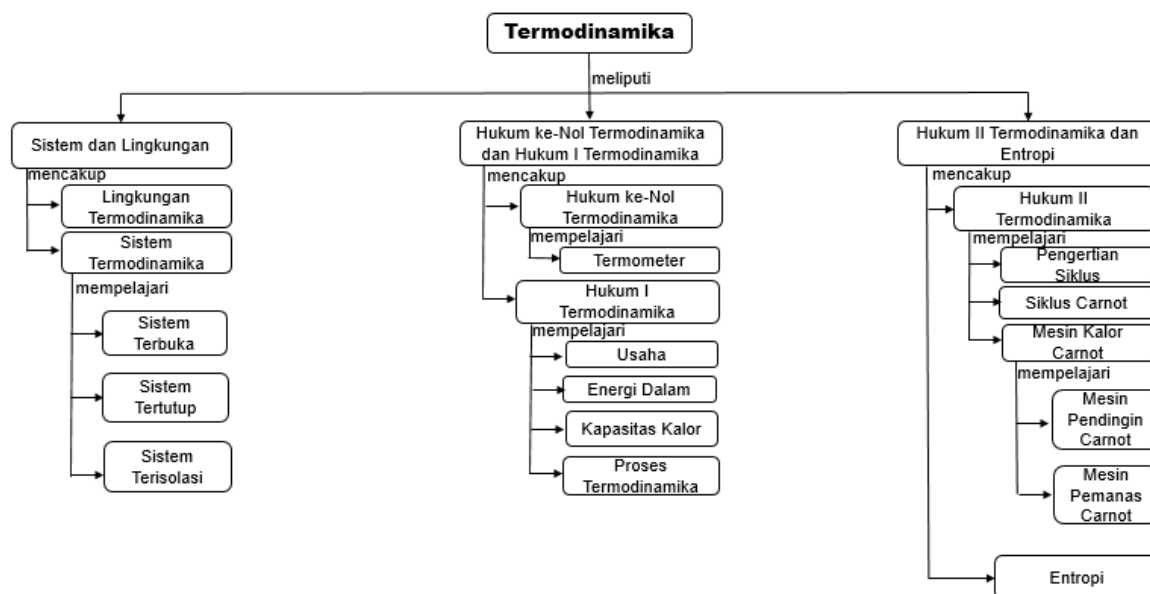 Termodinamika
meliputi
Sistem dan Lingkungan
mencakup
Lingkungan
Termodinamika
Sistem
Termodinamika
mempelajari
Sistem
Terbuka
Sistem
Tertutup
Sistem
Terisolasi
Hukum ke-Nol Termodinamika
dan Hukum I Termodinamika
mencakup
Hukum ke-Nol
Termodinamika
mempelajari
Termometer
Hukum I
Termodinamika
mempelajari
Usaha
Energi Dalam
Kapasitas Kalor
Proses
Termodinamika
Hukum II Termodinamika dan
Entropi
mencakup
Hukum II
Termodinamika
mempelajari
Pengertian
Siklus
Siklus Carnot
Mesin Kalor
Carnot
mempelajari
Mesin
Pendingin
Carnot
Mesin
Pemanas
Carnot
Entropi